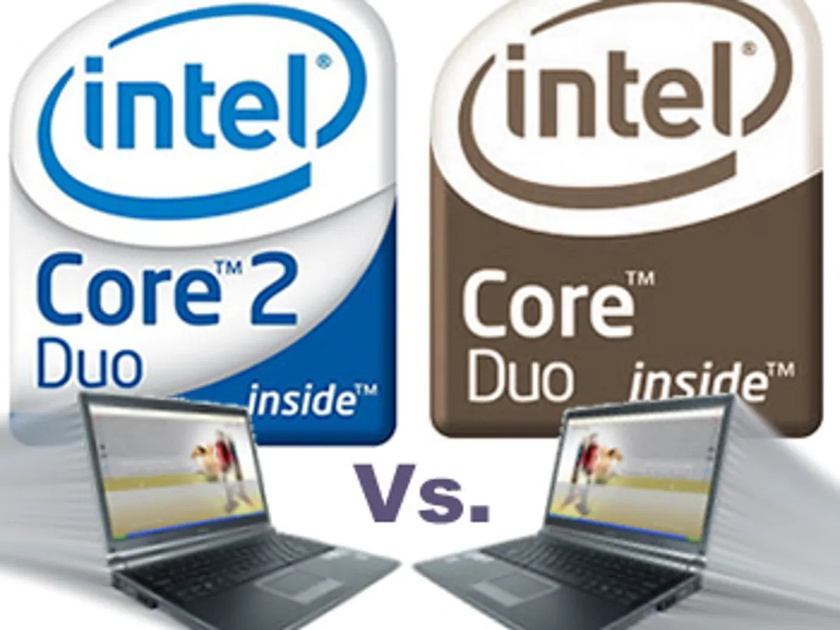 intel®
Core™ 2
Duo
inside™
intel®
Core™
Duo
inside™
Vs.